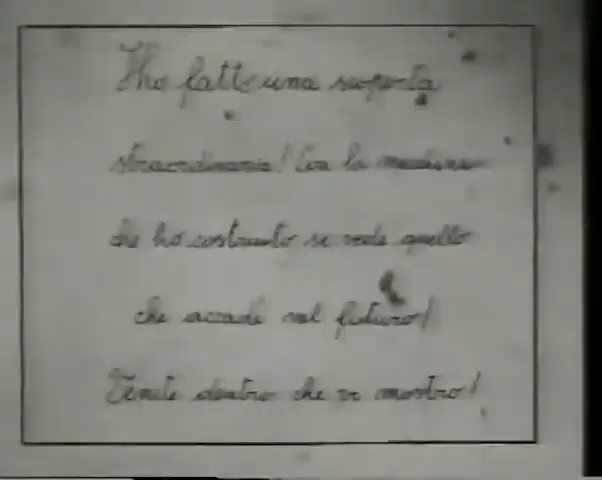 Ho fatto una scoperta
straordinaria! Con la macchina
che ho costruito si vede quello
che accade nel futuro!
Venite dentro che vi mostro!